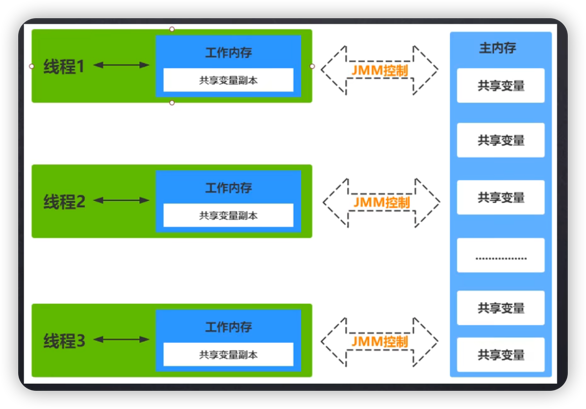 线程1
工作内存
共享变量副本
JMM控制
线程2
工作内存
共享变量副本
JMM控制
线程3
工作内存
共享变量副本
JMM控制
主内存
共享变量
共享变量
共享变量
................
共享变量
共享变量